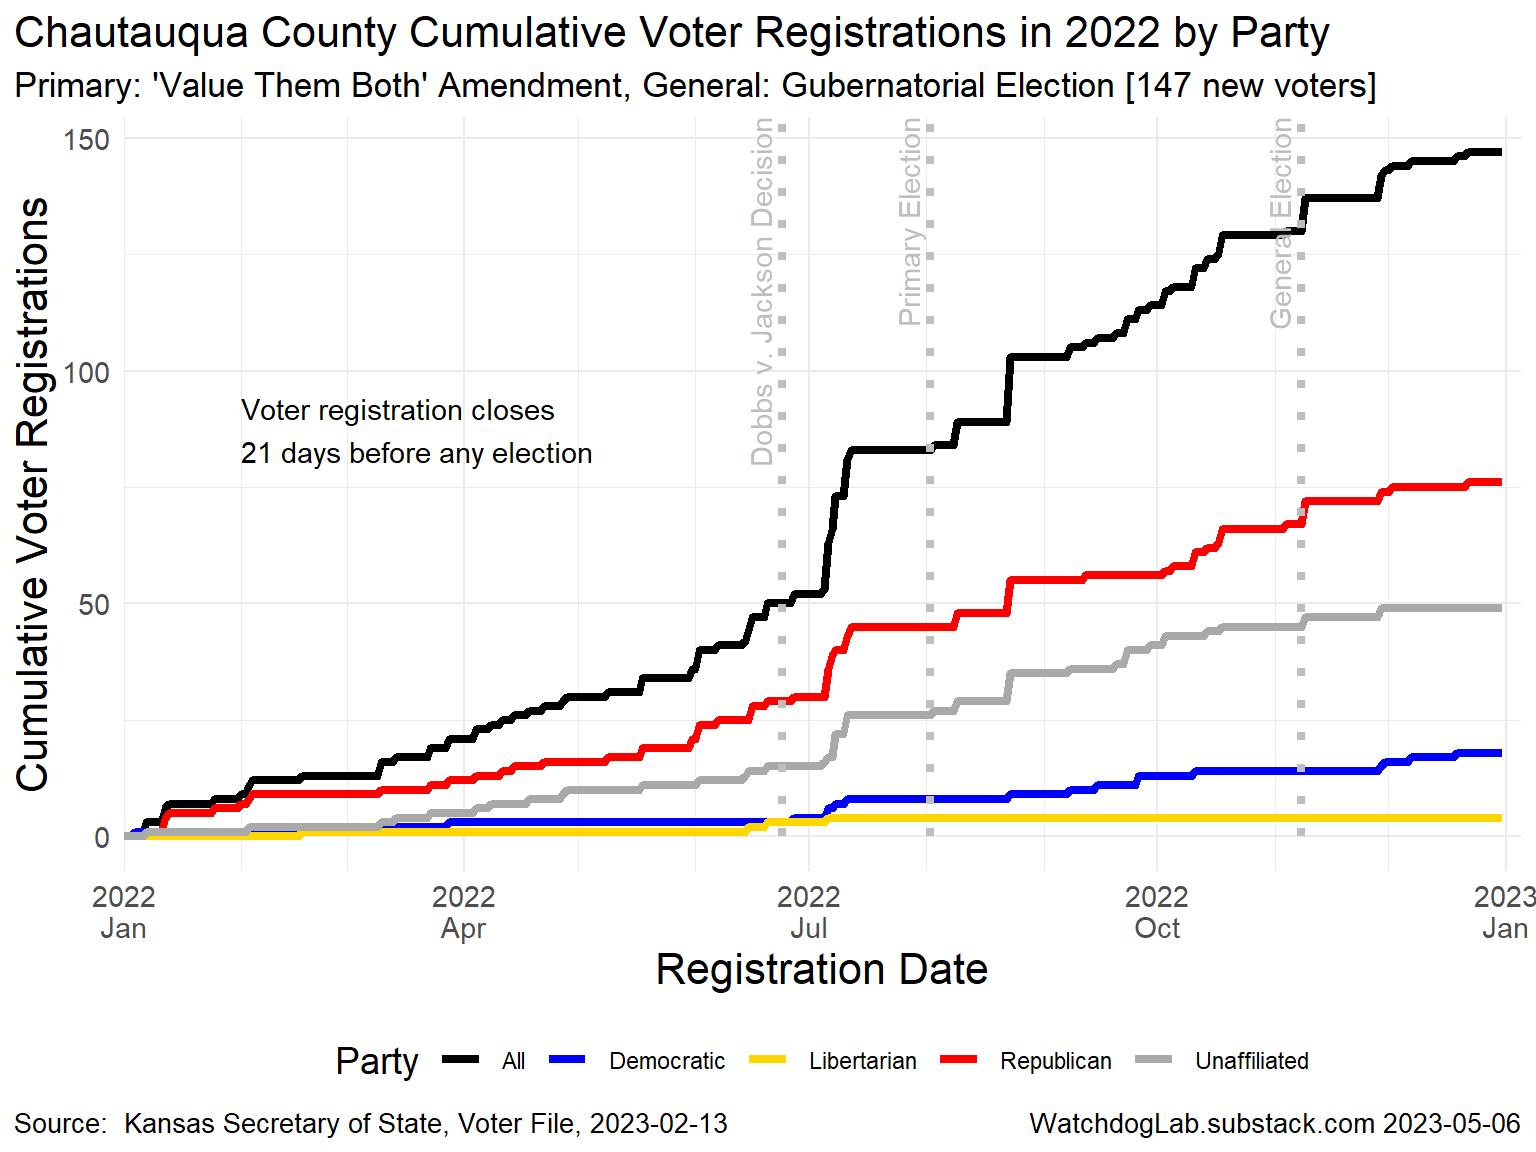 Chautauqua County Cumulative Voter Registrations in 2022 by Party
Primary: 'Value Them Both' Amendment, General: Gubernatorial Election [147 new voters]
Cumulative Voter Registrations
150
100
50
0
Dobbs v. Jackson Decision
Primary Election
General Election
Voter registration closes
21 days before any election
2022
Jan
2022
Apr
2022
Jul
2022
Oct
2023
Jan
Registration Date
Party All Democratic Libertarian Republican Unaffiliated
Source:  Kansas Secretary of State, Voter File, 2023-02-13
WatchdogLab.substack.com 2023-05-06